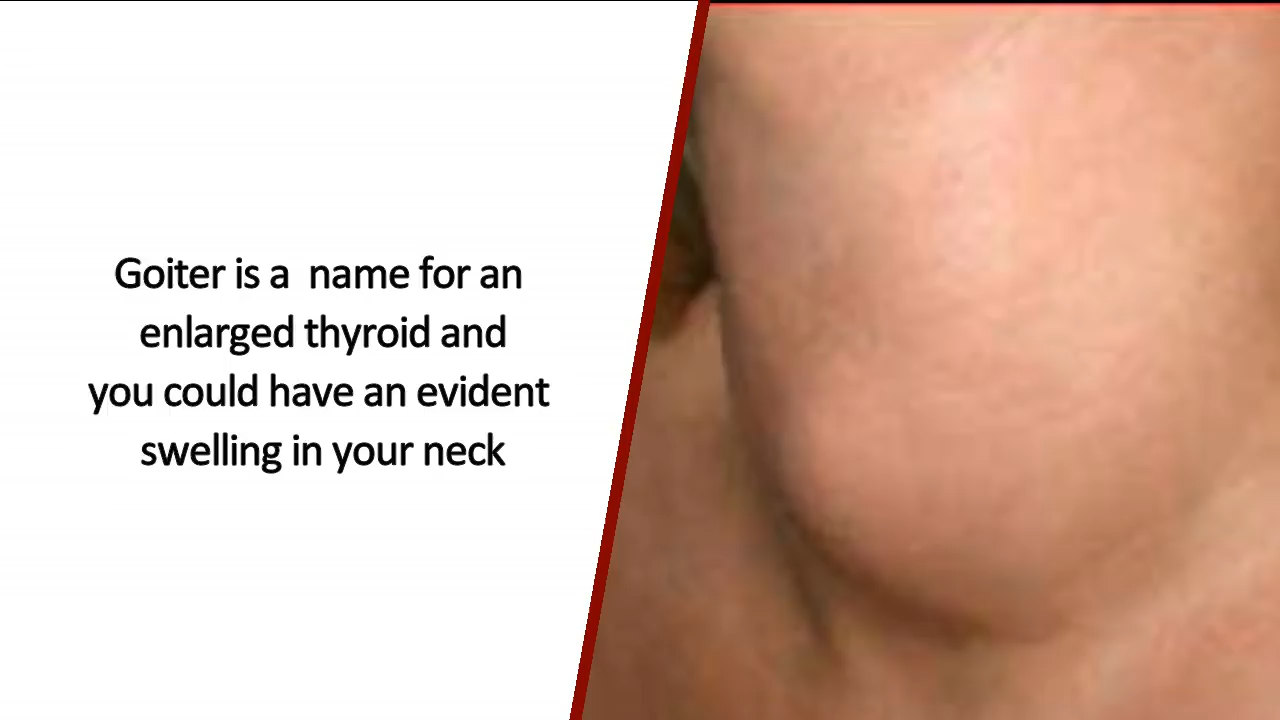 Goiter is a  name for an
enlarged thyroid and
you could have an evident
swelling in your neck